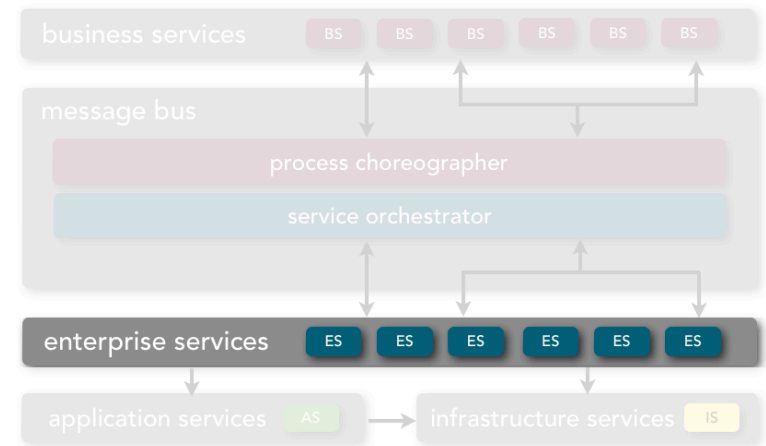 business services BS BS BS BS BS BS
message bus
process choreographer
service orchestrator
enterprise services ES ES ES ES ES ES
application services AS infrastructure services IS